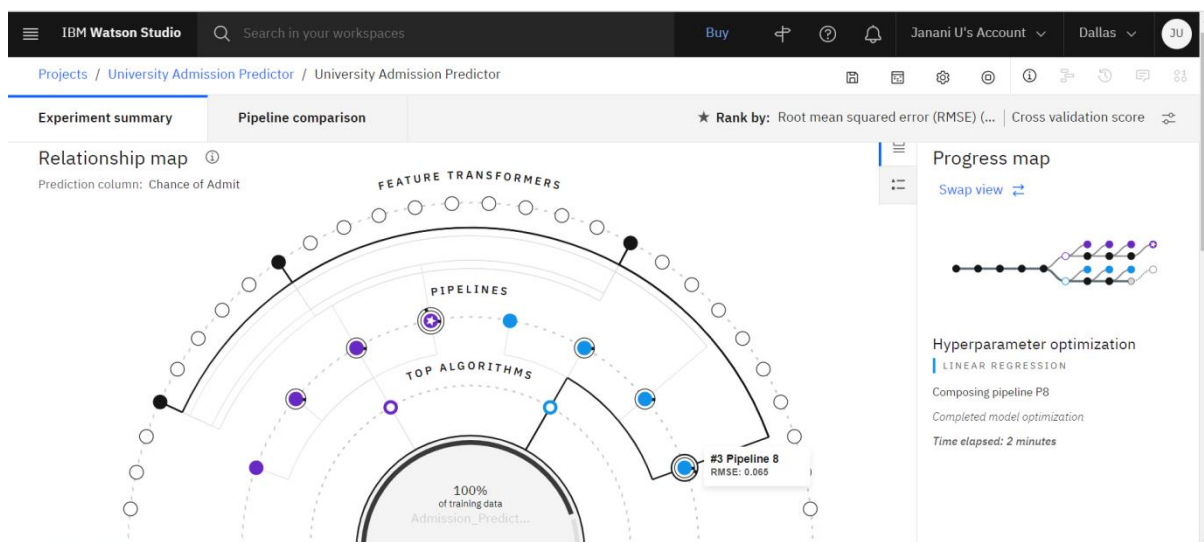 IBM Watson Studio
Search in your workspaces
Buy
Janani U's Account
Dallas
JU
Projects / University Admission Predictor / University Admission Predictor
Experiment summary
Pipeline comparison
Rank by: Root mean squared error (RMSE) (... | Cross validation score
Relationship map
Prediction column: Chance of Admit
FEATURE TRANSFORMERS
PIPELINES
TOP ALGORITHMS
#3 Pipeline 8
RMSE: 0.065
100%
of training data
Admission_Predict...
Progress map
Swap view
Hyperparameter optimization
LINEAR REGRESSION
Composing pipeline P8
Completed model optimization
Time elapsed: 2 minutes